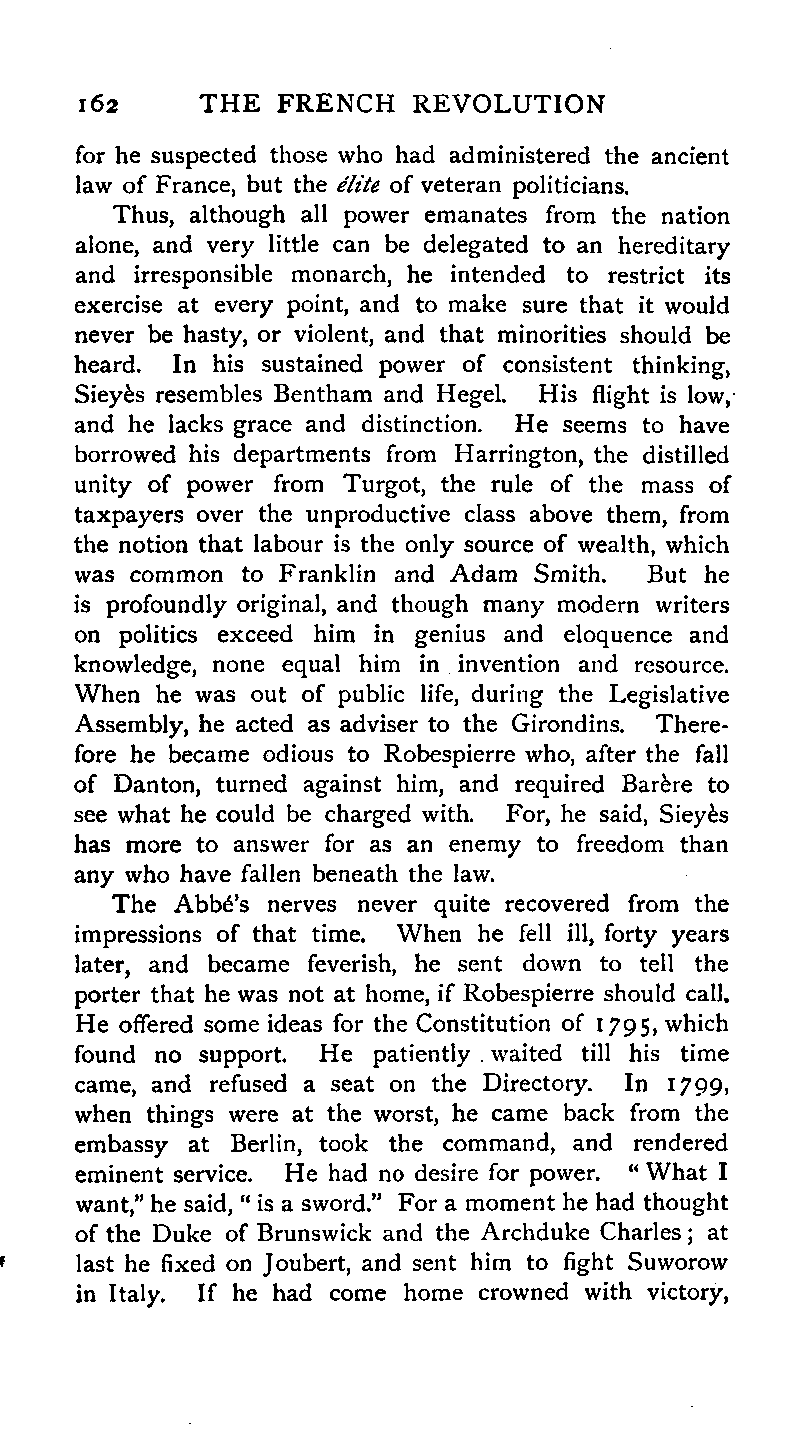 162 THE FRENCH REVOLUTION
for he suspected those who had administered the ancient
law of France, but the élite of veteran politicians.
Thus, although all power emanates from the nation
alone, and very little can be delegated to an hereditary
and irresponsible monarch, he intended to restrict its
exercise at every point, and to make sure that it would
never be hasty, or violent, and that minorities should be
heard. In his sustained power of consistent thinking,
Sieyès resembles Bentham and Hegel. His flight is low,
and he lacks grace and distinction. He seems to have
borrowed his departments from Harrington, the distilled
unity of power from Turgot, the rule of the mass of
taxpayers over the unproductive class above them, from
the notion that labour is the only source of wealth, which
was common to Franklin and Adam Smith. But he
is profoundly original, and though many modern writers
on politics exceed him in genius and eloquence and
knowledge, none equal him in invention and resource.
When he was out of public life, during the Legislative
Assembly, he acted as adviser to the Girondins. There-
fore he became odious to Robespierre who, after the fall
of Danton, turned against him, and required Barère to
see what he could be charged with. For, he said, Sieyès
has more to answer for as an enemy to freedom than
any who have fallen beneath the law.
The Abbé's nerves never quite recovered from the
impressions of that time. When he fell ill, forty years
later, and became feverish, he sent down to tell the
porter that he was not at home, if Robespierre should call.
He offered some ideas for the Constitution of 1795, which
found no support. He patiently waited till his time
came, and refused a seat on the Directory. In 1799,
when things were at the worst, he came back from the
embassy at Berlin, took the command, and rendered
eminent service. He had no desire for power. “What I
want,” he said, “is a sword.” For a moment he had thought
of the Duke of Brunswick and the Archduke Charles; at
last he fixed on Joubert, and sent him to fight Suworow
in Italy. If he had come home crowned with victory,